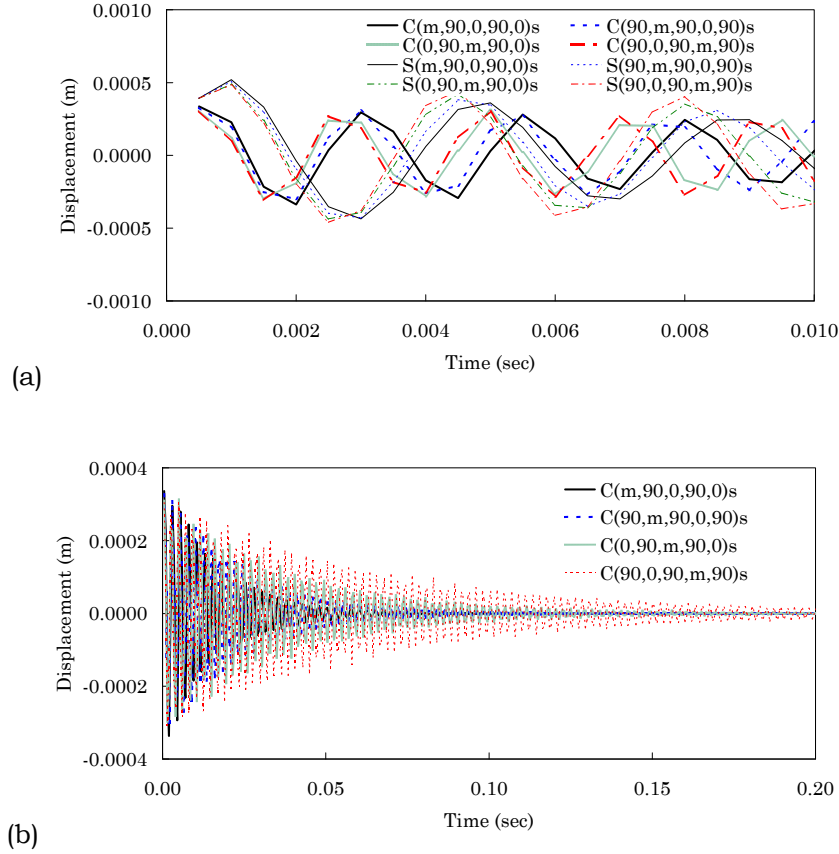 0.0010
C(m,90,0,90,0)s C(90,m,90,0,90)s
C(0,90,m,90,0)s C(90,0,90,m,90)s
S(m,90,0,90,0)s S(90,m,90,0,90)s
S(0,90,m,90,0)s S(90,0,90,m,90)s
0.0005
0.0000
-0.0005
-0.0010
Displacement (m)
0.000 0.002 0.004 0.006 0.008 0.010
Time (sec)
(a)
0.0004
C(m,90,0,90,0)s
C(90,m,90,0,90)s
C(0,90,m,90,0)s
C(90,0,90,m,90)s
0.0002
0.0000
-0.0002
-0.0004
Displacement (m)
0.00 0.05 0.10 0.15 0.20
Time (sec)
(b)